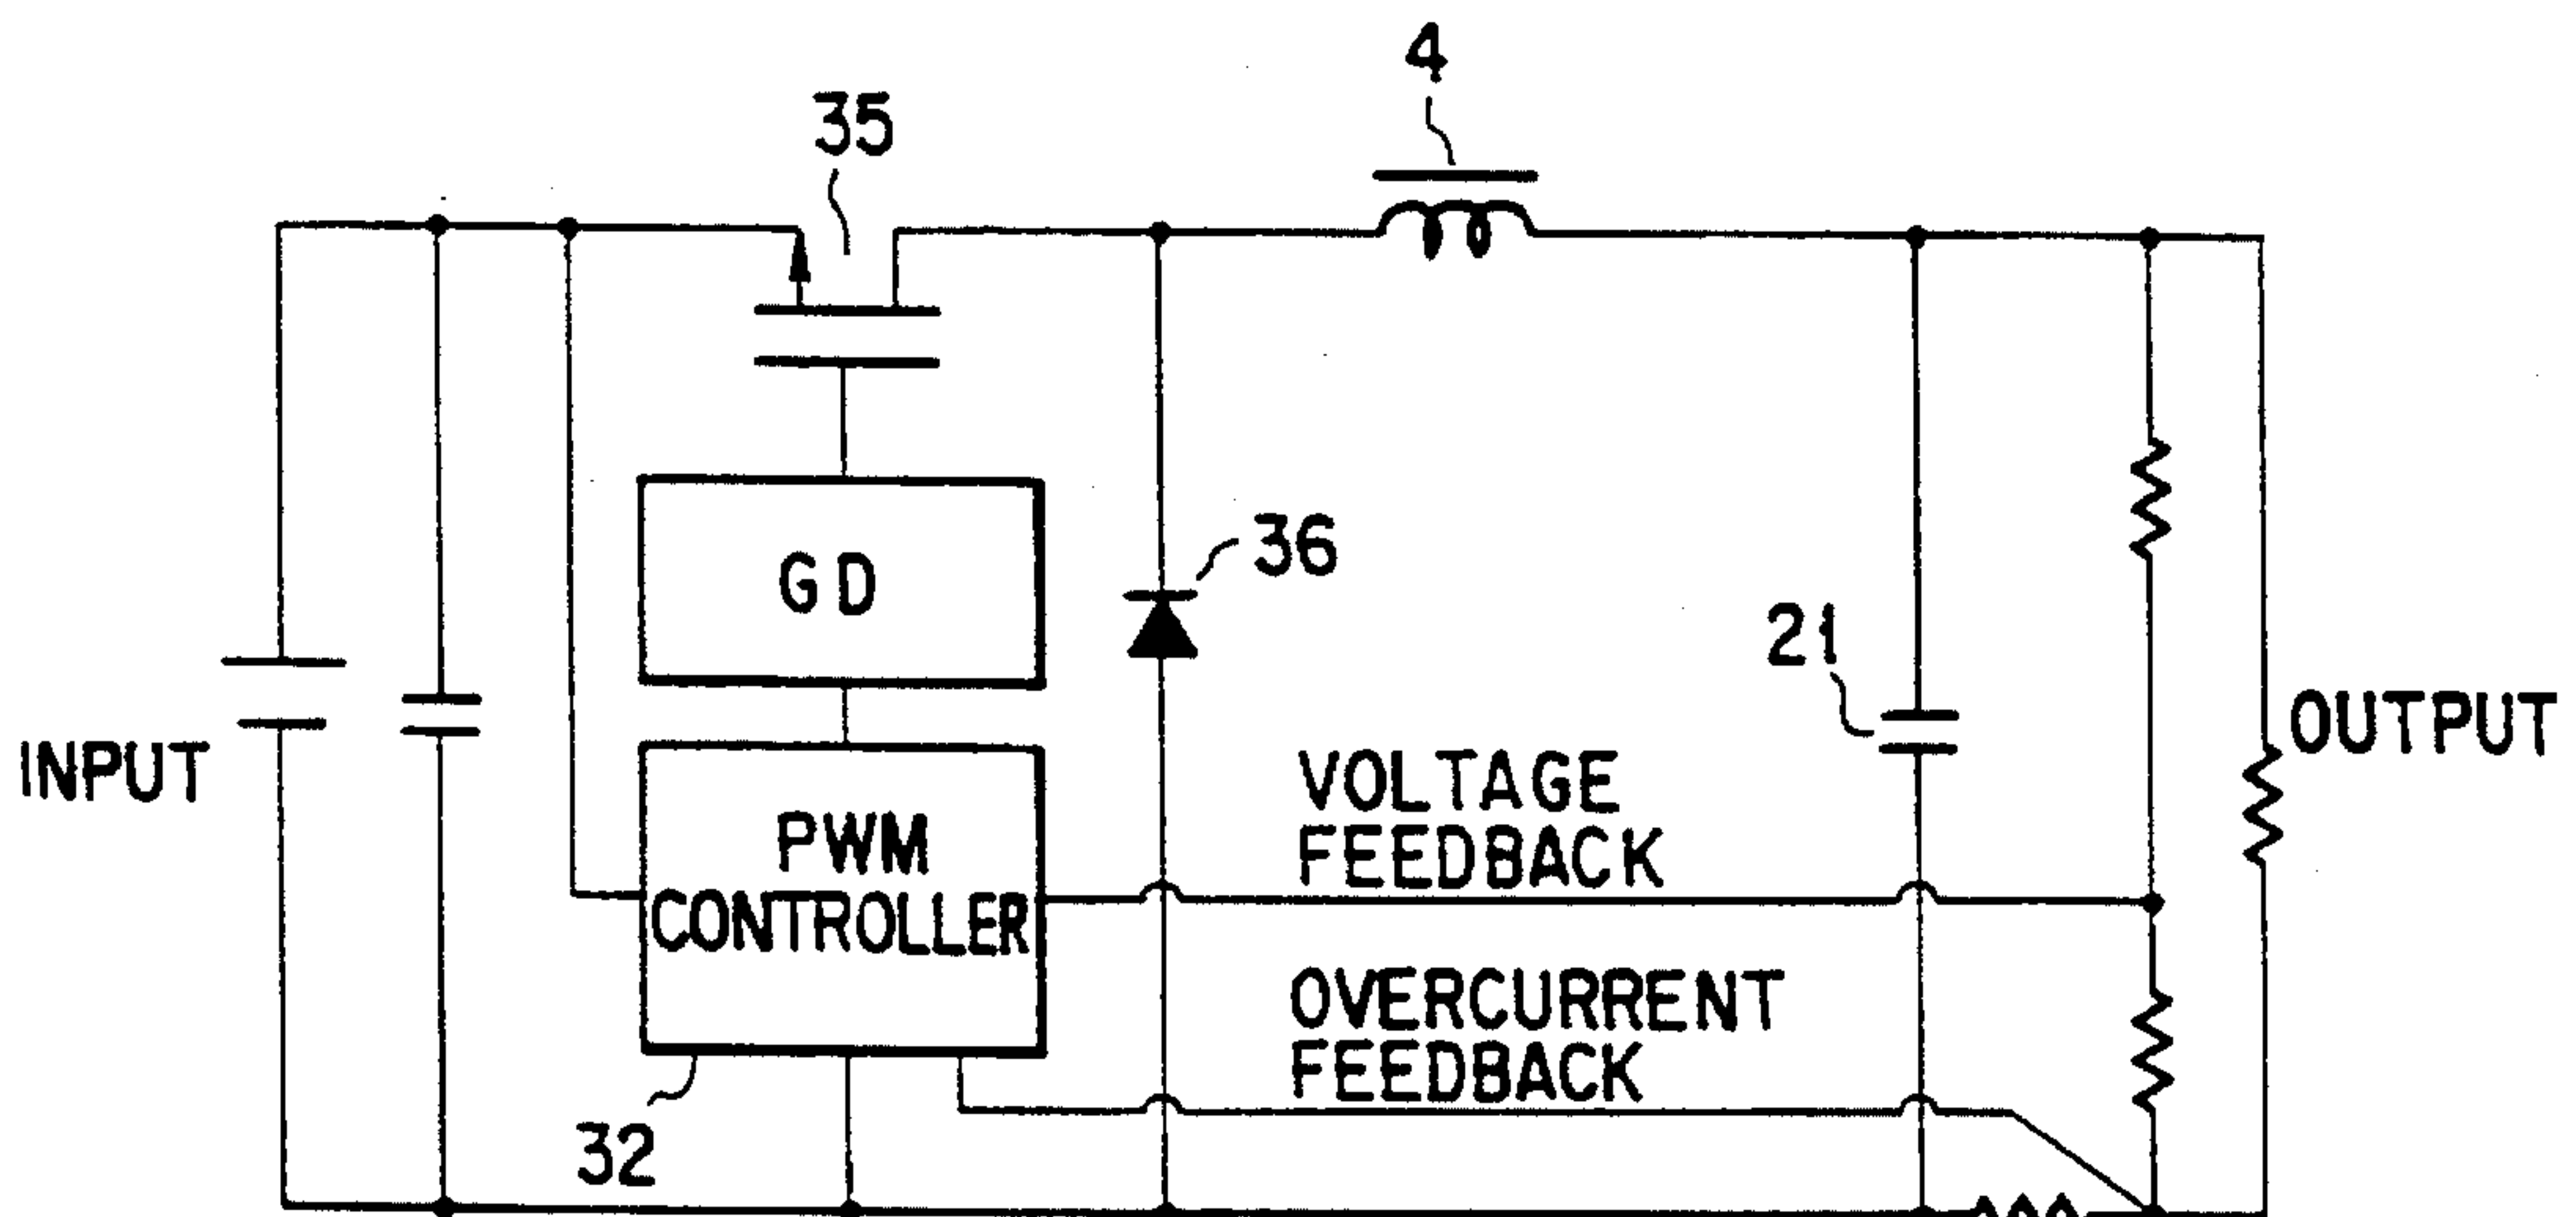 4
35
GD
36
21
INPUT
OUTPUT
VOLTAGE
FEEDBACK
PWM
CONTROLLER
OVERCURRENT
FEEDBACK
32